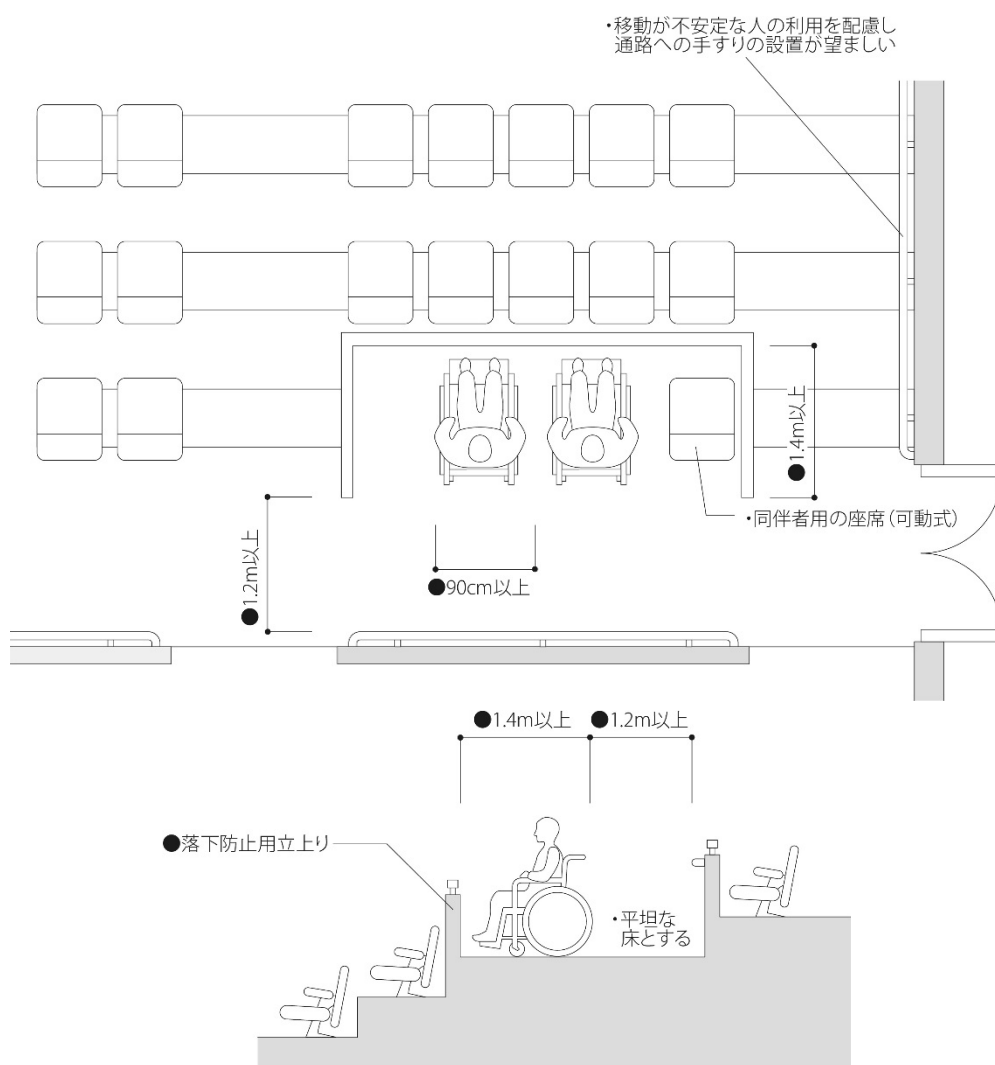 ・移動が不安定な人の利用を配慮し
通路への手すりの設置が望ましい
●1.4m以上
・同伴者用の座席(可動式)
●1.2m以上
●90cm以上
●1.4m以上
●1.2m以上
●落下防止用立上り
・平坦な
床とする